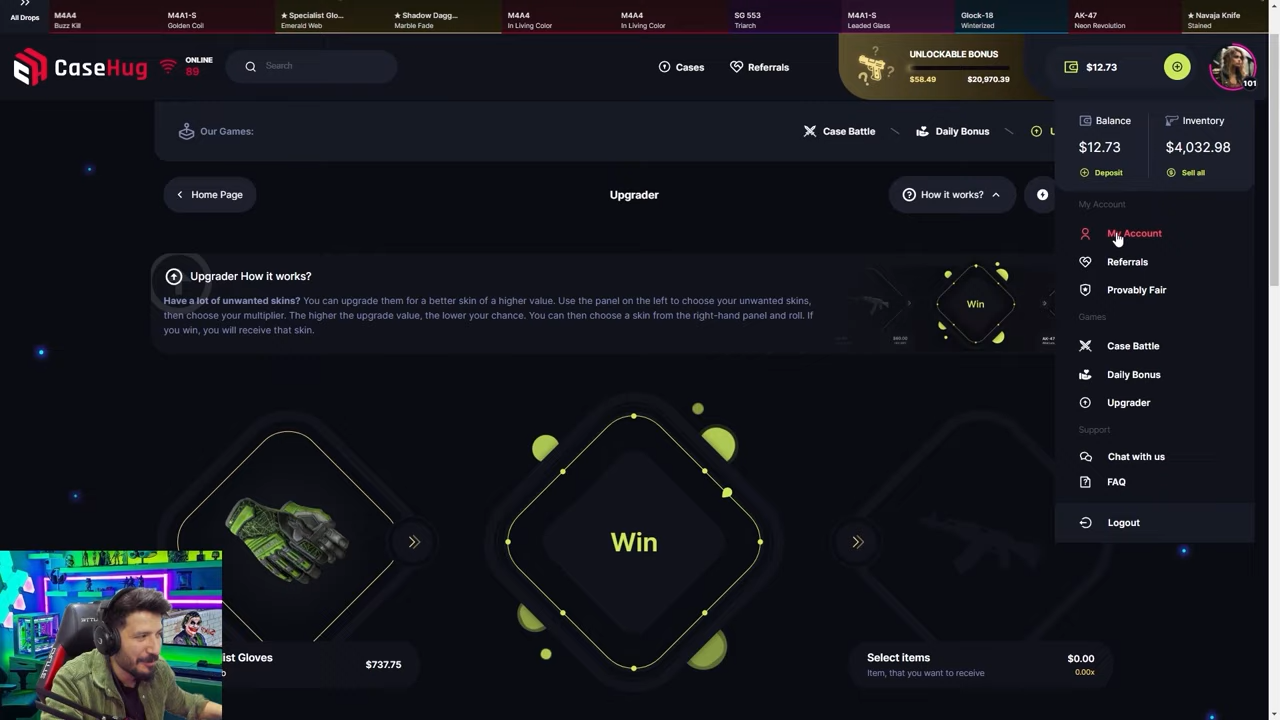 All Drops
M4A4
Buzz Kill
M4A1-S
Golden Coil
★ Specialist Glo...
Emerald Web
★ Shadow Dagg...
Marble Fade
M4A4
In Living Color
M4A4
In Living Color
SG 553
Triarch
M4A1-S
Leaded Glass
Glock-18
Winterized
AK-47
Neon Revolution
★ Navaja Knife
Stained
CaseHug
ONLINE
89
Search
Cases
Referrals
UNLOCKABLE BONUS
$58.49
$20,970.39
$12.73
101
Our Games:
Case Battle
Daily Bonus
Balance
Inventory
$12.73
$4,032.98
Deposit
Sell all
Home Page
Upgrader
How it works?
My Account
My Account
Referrals
Provably Fair
Games
Case Battle
Daily Bonus
Upgrader
Support
Chat with us
FAQ
Logout
Upgrader How it works?
Have a lot of unwanted skins? You can upgrade them for a better skin of a higher value. Use the panel on the left to choose your unwanted skins,
then choose your multiplier. The higher the upgrade value, the lower your chance. You can then choose a skin from the right-hand panel and roll. If
you win, you will receive that skin.
Win
Win
ist Gloves
$737.75
Select items
Item, that you want to receive
$0.00
0.00x